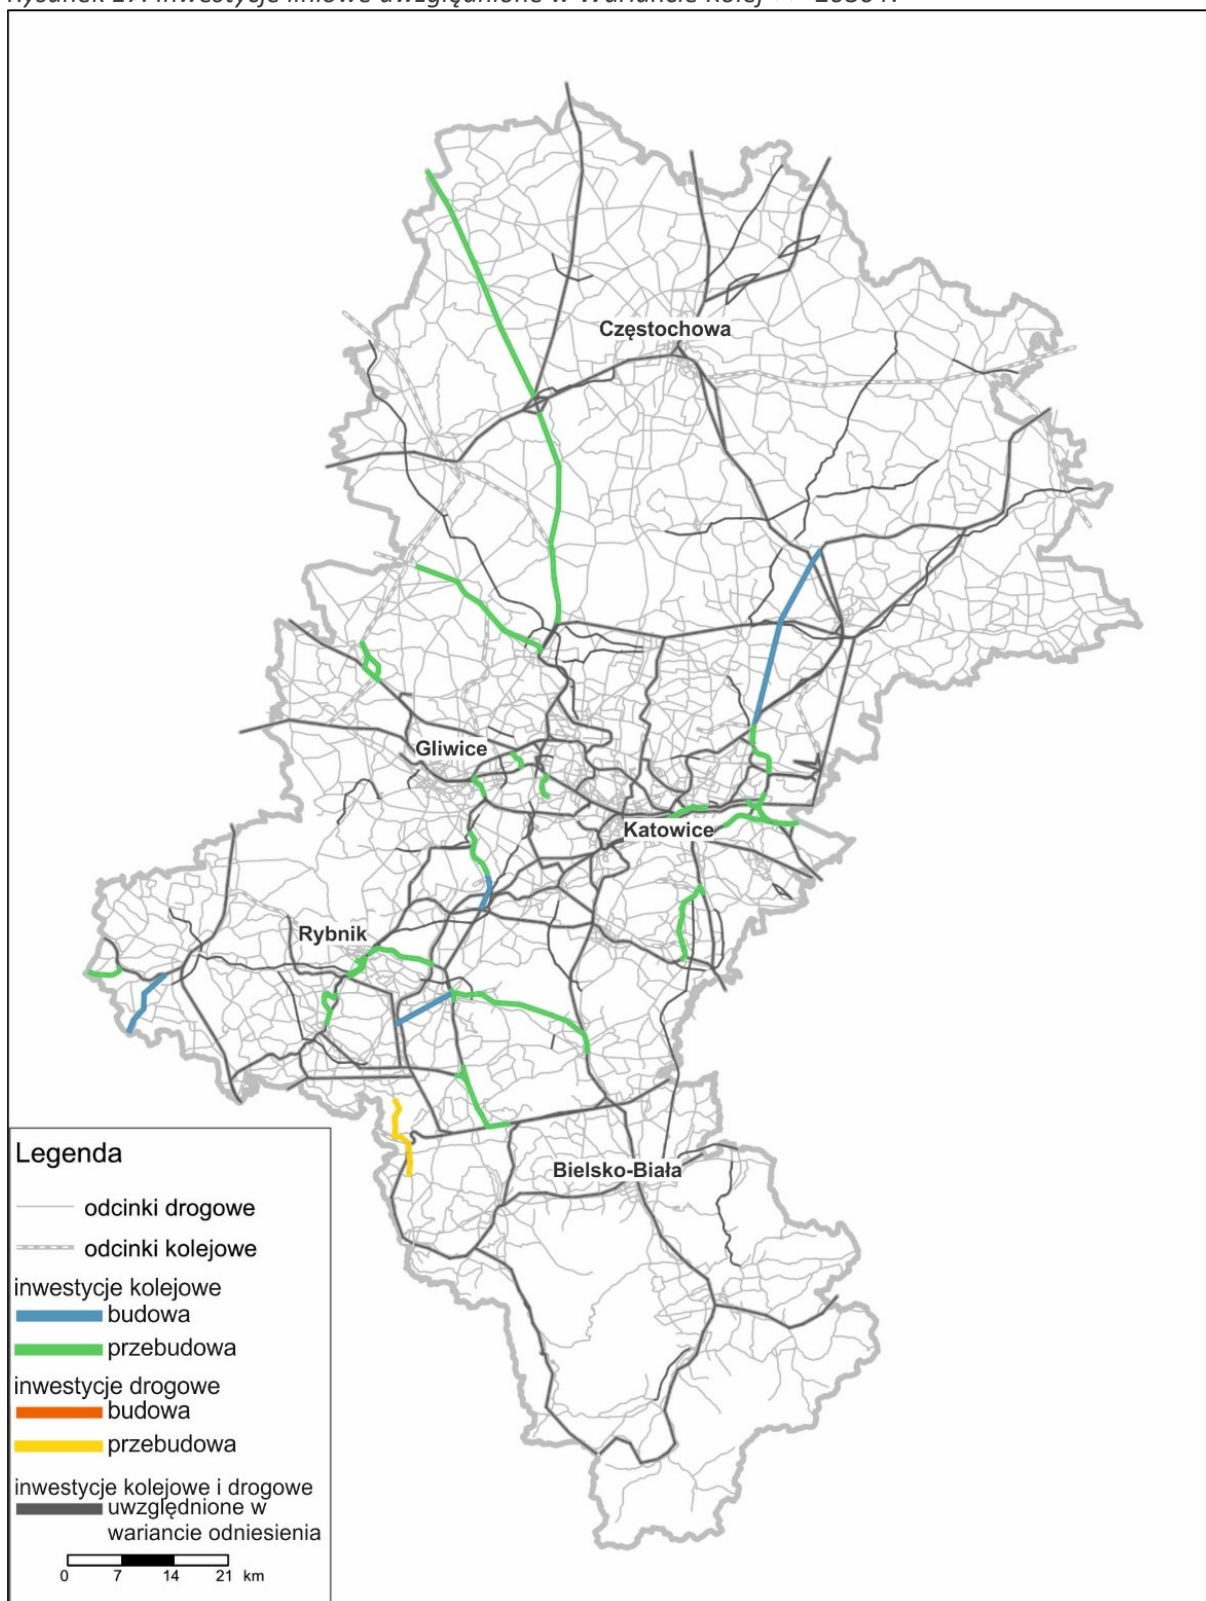 Częstochowa
Gliwice
Katowice
Rybnik
Bielsko-Biała
Legenda
odcinki drogowe
odcinki kolejowe
inwestycje kolejowe
budowa
przebudowa
inwestycje drogowe
budowa
przebudowa
inwestycje kolejowe i drogowe
uwzględnione w
wariancie odniesienia
0 7 14 21 km